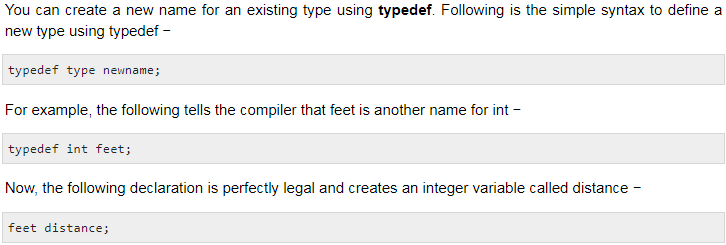 You can create a new name for an existing type using typedef. Following is the simple syntax to define a
new type using typedef −
typedef type newname;
For example, the following tells the compiler that feet is another name for int −
typedef int feet;
Now, the following declaration is perfectly legal and creates an integer variable called distance −
feet distance;